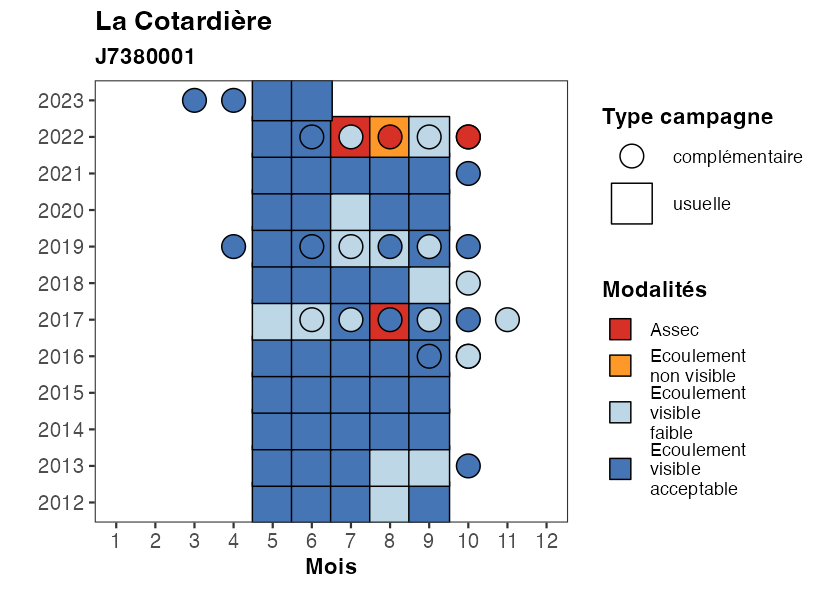 La Cotardière
J7380001
2023
2022
2021
2020
2019
2018
2017
2016
2015
2014
2013
2012
1 2 3 4 5 6 7 8 9 10 11 12
Mois
Type campagne
complémentaire
usuelle
Modalités
Assec
Ecoulement
non visible
Ecoulement
visible
faible
Ecoulement
visible
acceptable